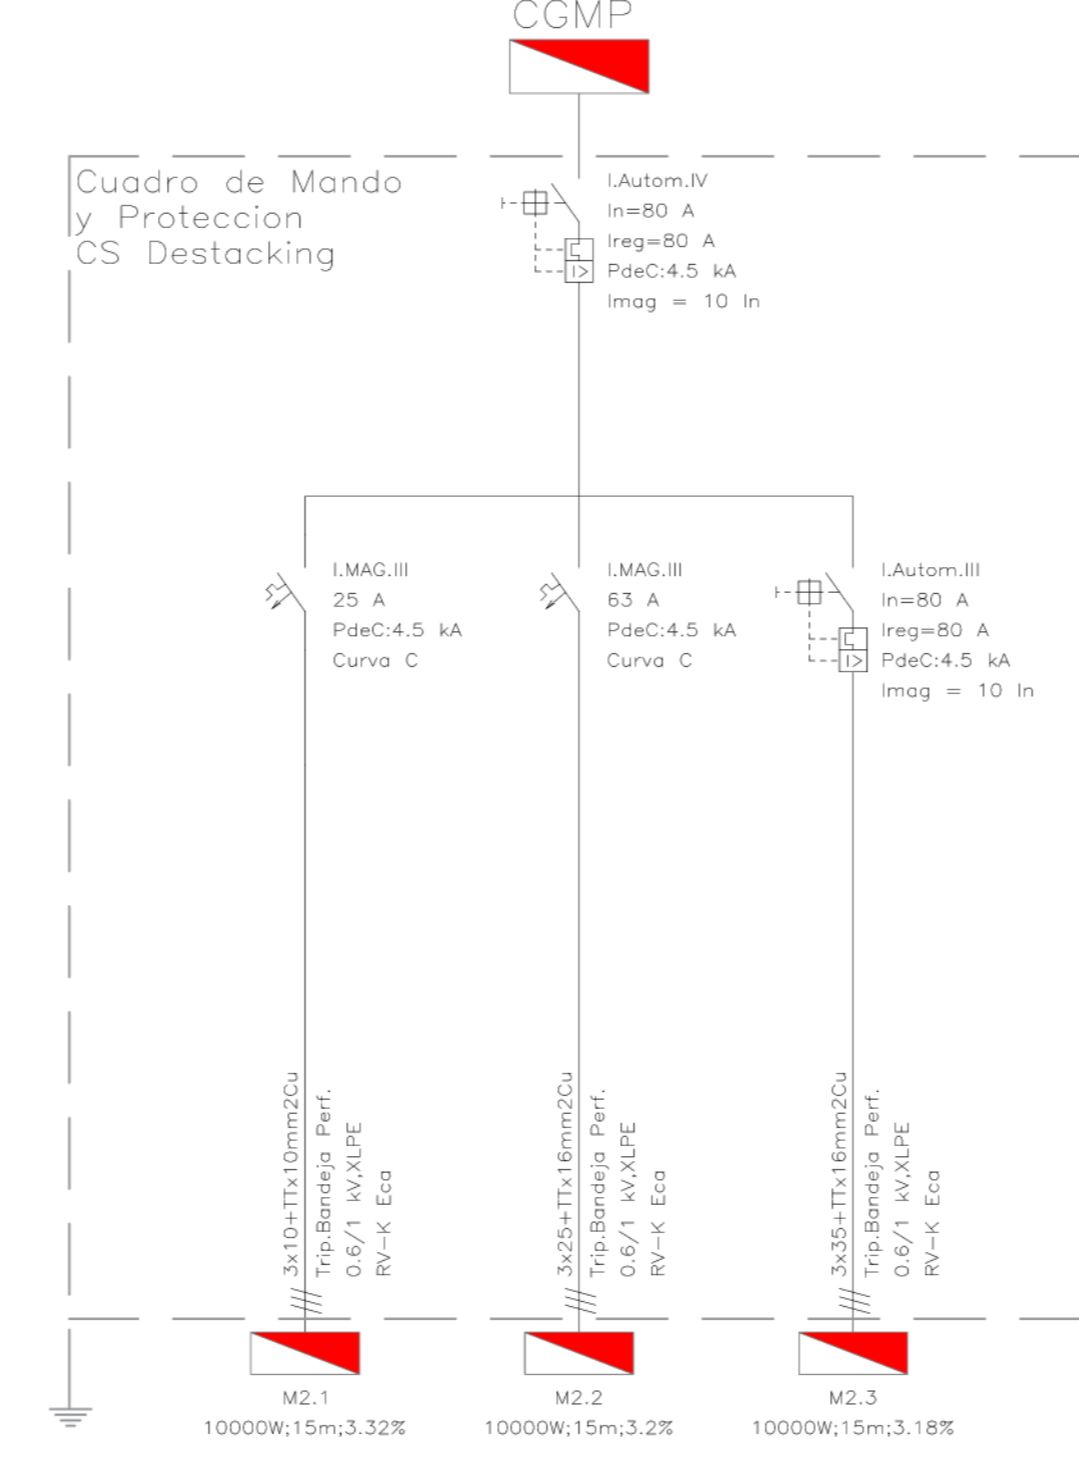 CGMP
Cuadro de Mando
y Proteccion
CS Destacking
I.Autom.IV
In=80 A
Ireg=80 A
PdeC:4.5 kA
Imag = 10 In
I>
I.MAG.III
25 A
PdeC:4.5 kA
Curva C
I.MAG.III
63 A
PdeC:4.5 kA
Curva C
I.Autom.III
In=80 A
Ireg=80 A
PdeC:4.5 kA
Imag = 10 In
I>
3x10+TTx10mm2Cu
Trip.Bandeja Perf.
0.6/1 kV,XLPE
RV-K Eca
3x25+TTx16mm2Cu
Trip.Bandeja Perf.
0.6/1 kV,XLPE
RV-K Eca
3x35+TTx16mm2Cu
Trip.Bandeja Perf.
0.6/1 kV,XLPE
RV-K Eca
M2.1
10000W;15m;3.32%
M2.2
10000W;15m;3.2%
M2.3
10000W;15m;3.18%